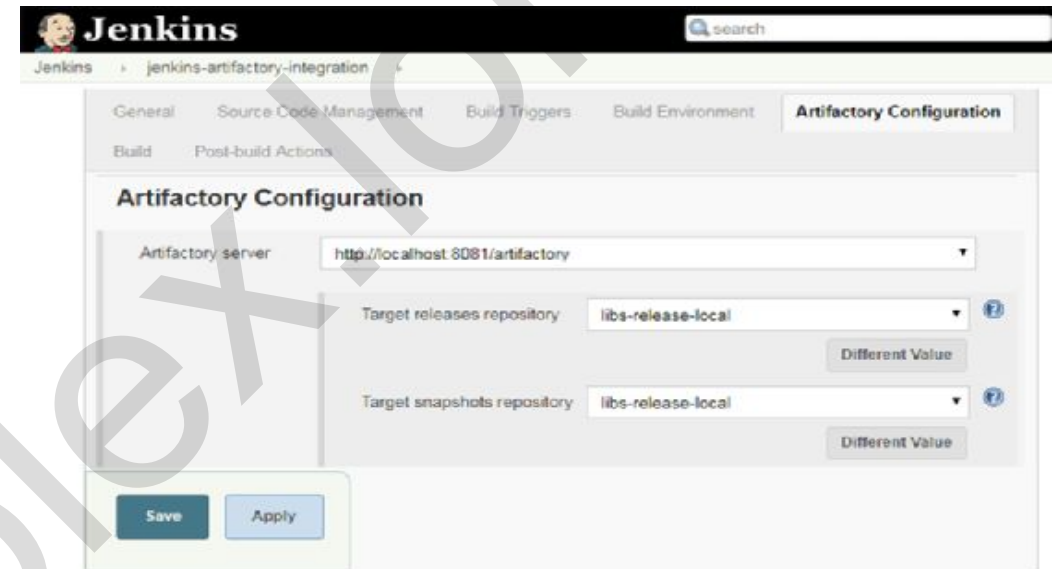 Jenkins
search
Jenkins › jenkins-artifactory-integration ›
General Source Code Management Build Triggers Build Environment Artifactory Configuration
Build Post-build Actions
Artifactory Configuration
Artifactory server http://localhost:8081/artifactory
Target releases repository libs-release-local
Different Value
Target snapshots repository libs-release-local
Different Value
Save Apply